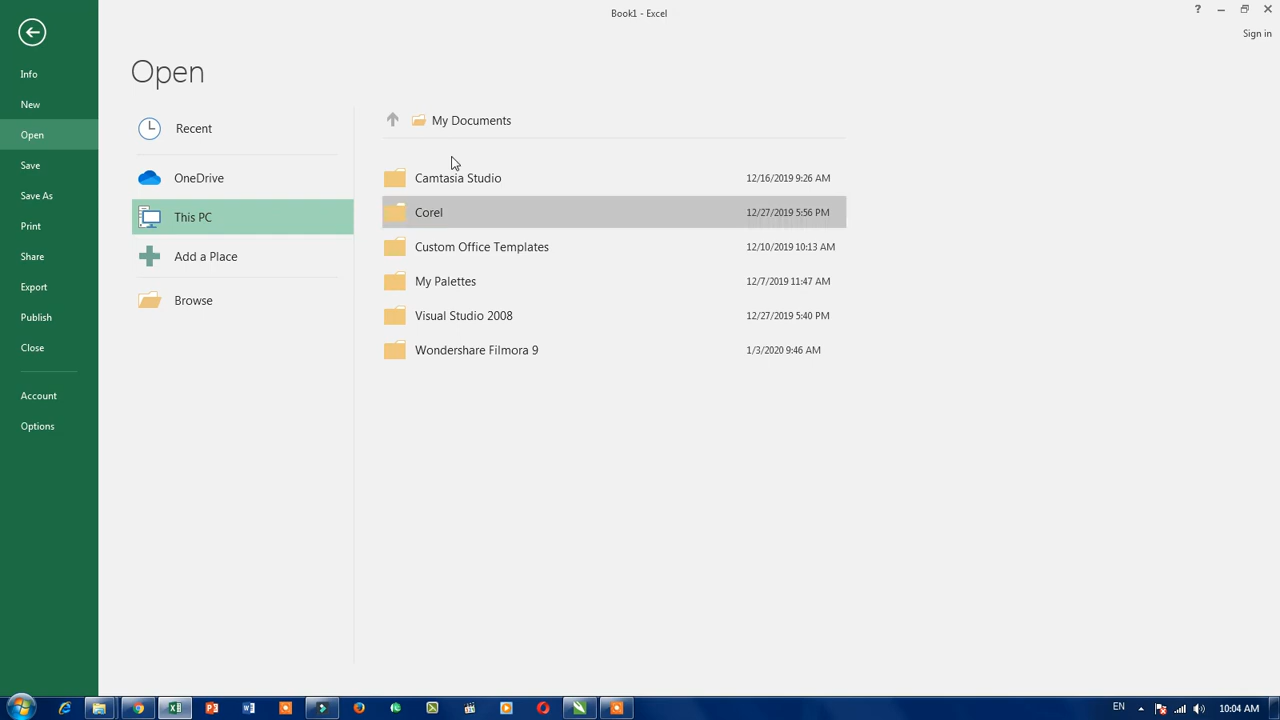 Book1 - Excel
?
Sign in
Info
New
Open
Save
Save As
Print
Share
Export
Publish
Close
Account
Options
Open
Recent
OneDrive
This PC
Add a Place
Browse
My Documents
Camtasia Studio 12/16/2019 9:26 AM
Corel 12/27/2019 5:56 PM
Custom Office Templates 12/10/2019 10:13 AM
My Palettes 12/7/2019 11:47 AM
Visual Studio 2008 12/27/2019 5:40 PM
Wondershare Filmora 9 1/3/2020 9:46 AM
EN 10:04 AM